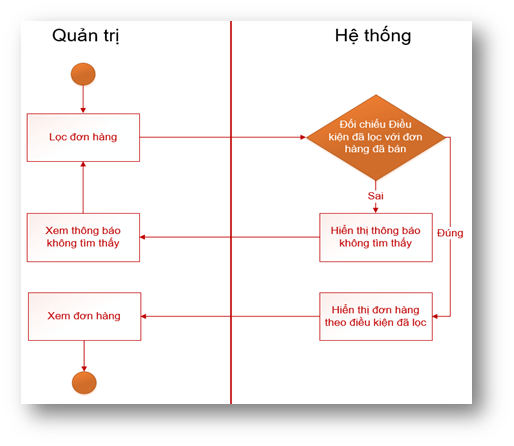 Quản trị
Hệ thống
Lọc đơn hàng
Đối chiếu Điều
kiện đã lọc với đơn
hàng đã bán
Sai
Đúng
Xem thông báo
không tìm thấy
Hiển thị thông báo
không tìm thấy
Xem đơn hàng
Hiển thị đơn hàng
theo điều kiện đã lọc